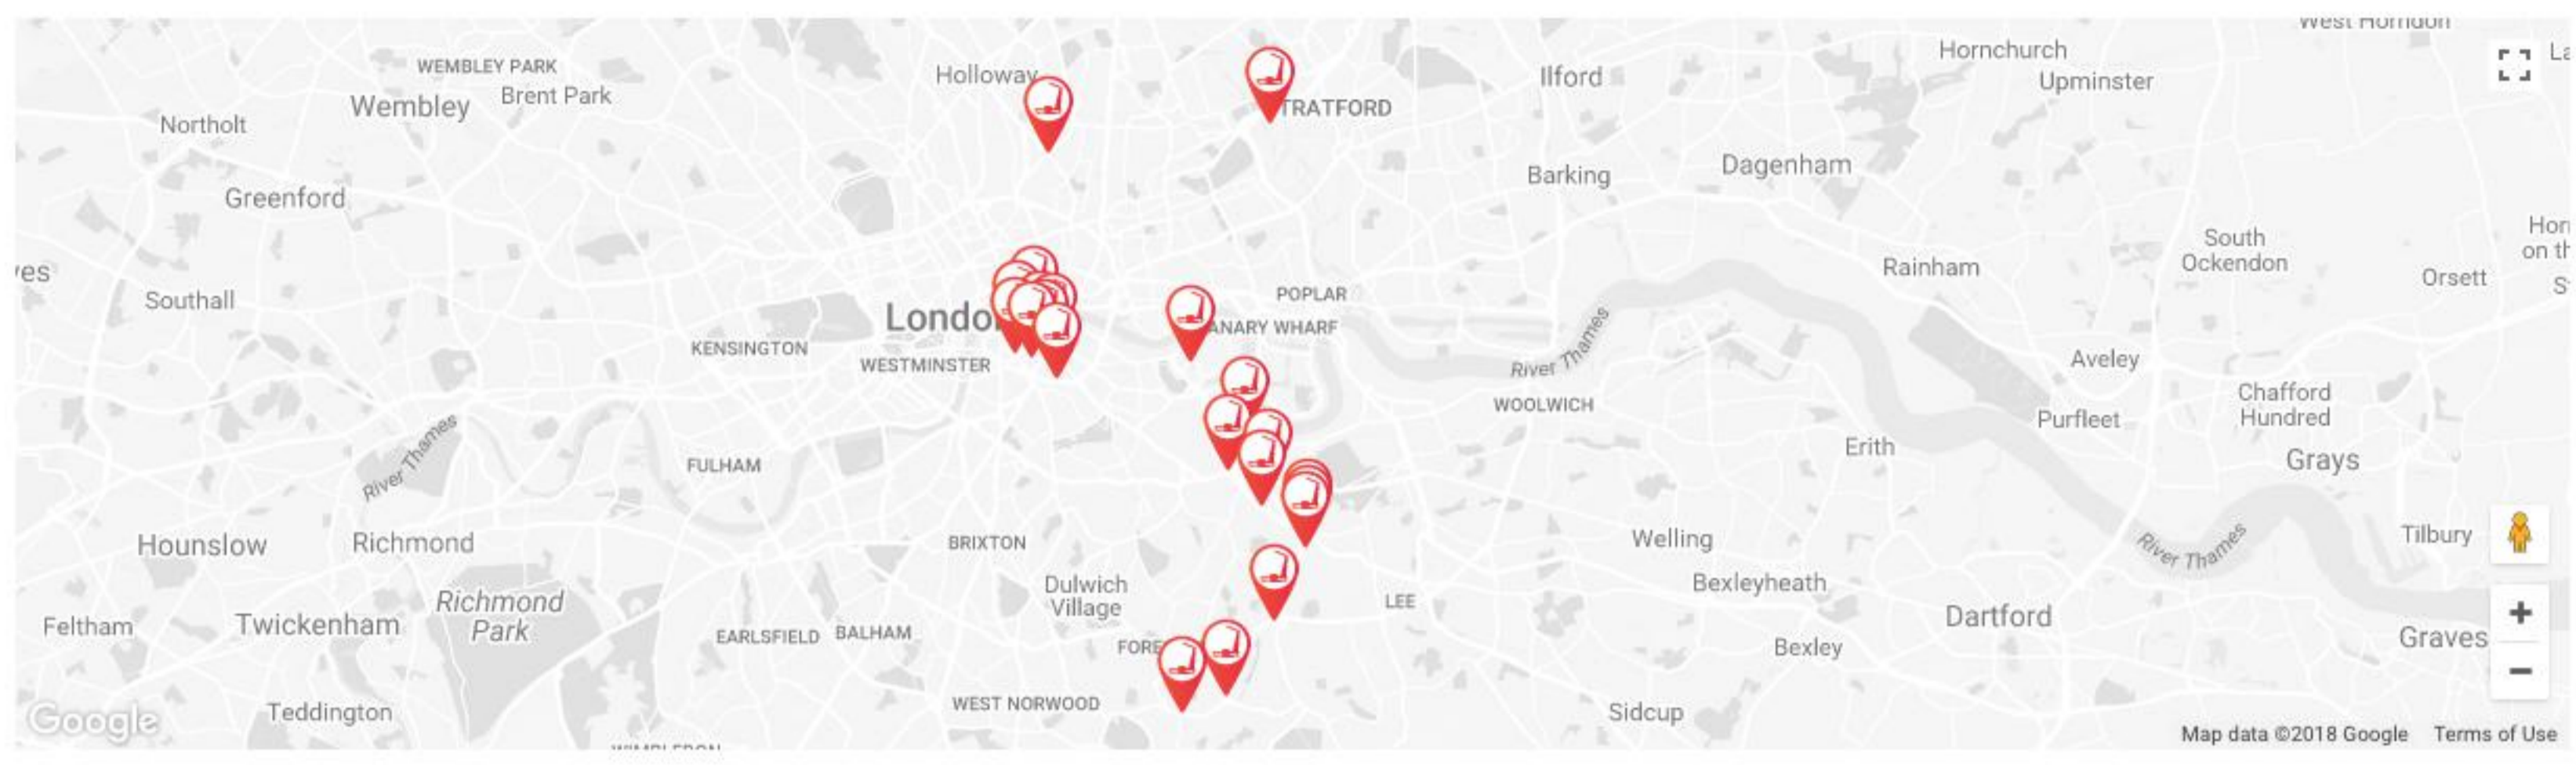 West Horndon
Hornchurch
WEMBLEY PARK
Holloway
Ilford
Upminster
Wembley
Brent Park
TRATFORD
Northolt
Dagenham
Barking
Greenford
South
Ockendon
Rainham
Orsett
Southall
POPLAR
Londo
ANARY WHARF
KENSINGTON
WESTMINSTER
River Thames
Aveley
Chafford
Hundred
WOOLWICH
Purfleet
Erith
River Thames
FULHAM
Grays
Hounslow
Richmond
BRIXTON
Welling
River Thames
Tilbury
Dulwich
Village
Bexleyheath
Richmond
Park
LEE
Dartford
Feltham
Twickenham
EARLSFIELD
BALHAM
FORE
Bexley
Graves
WEST NORWOOD
Teddington
Sidcup
Google
Map data ©2018 Google
Terms of Use